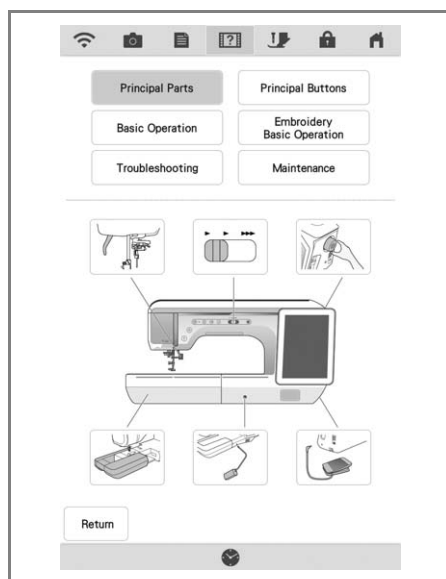 Principal Parts
Principal Buttons
Basic Operation
Embroidery
Basic Operation
Troubleshooting
Maintenance
Return